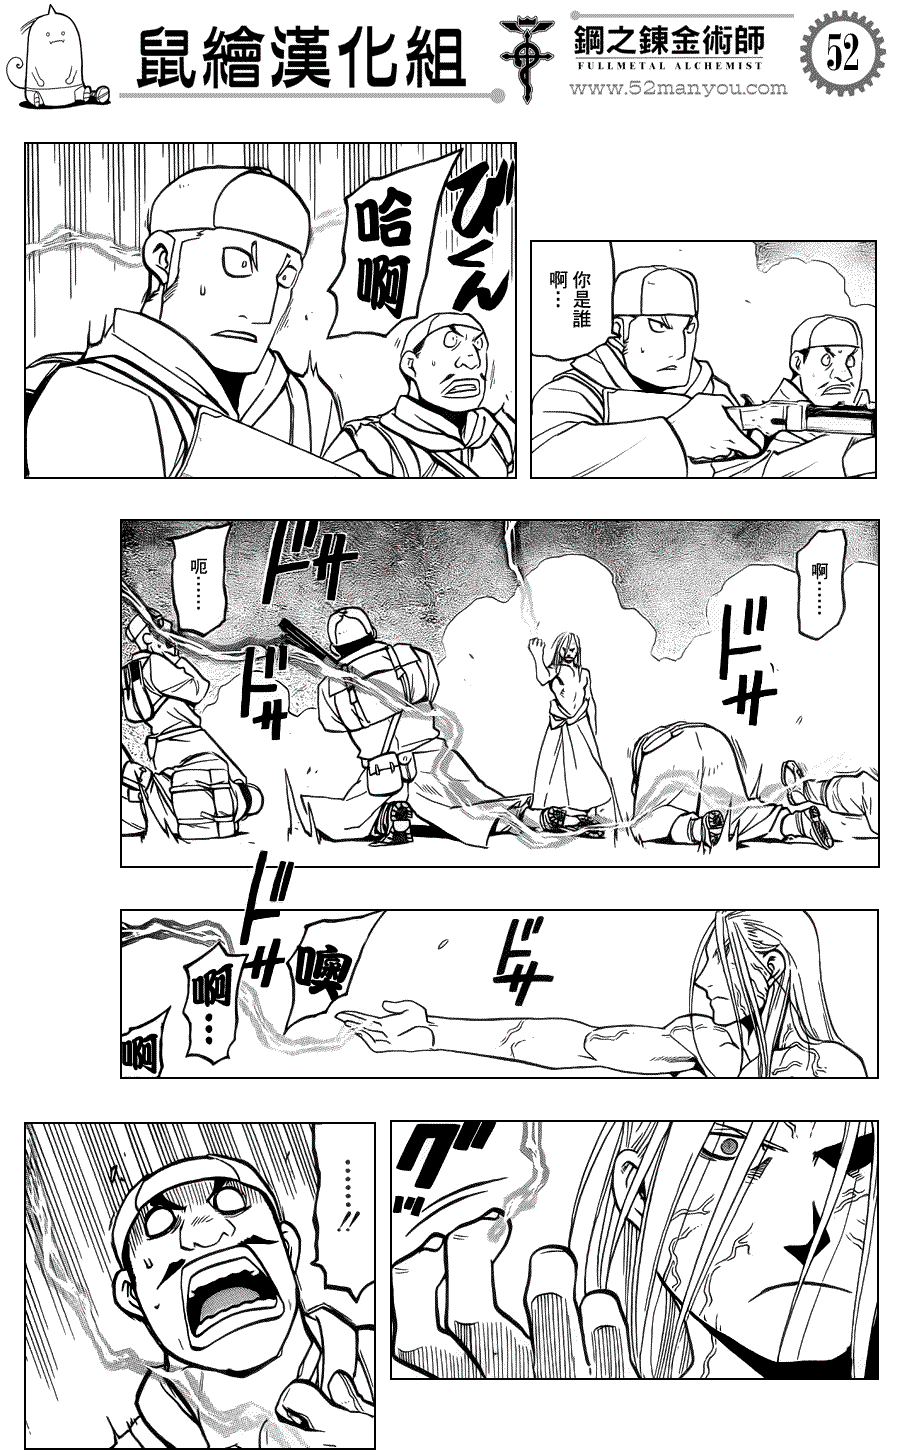 鼠繪漢化組
鋼之鍊金術師
FULLMETAL ALCHEMIST
www.52manyou.com
52
你是誰
啊…
びくん
哈啊
啊……
ドサ
ドサ
ドサ
呃……
ドサ
噢
ドサ
啊…
啊
グッ
……!!